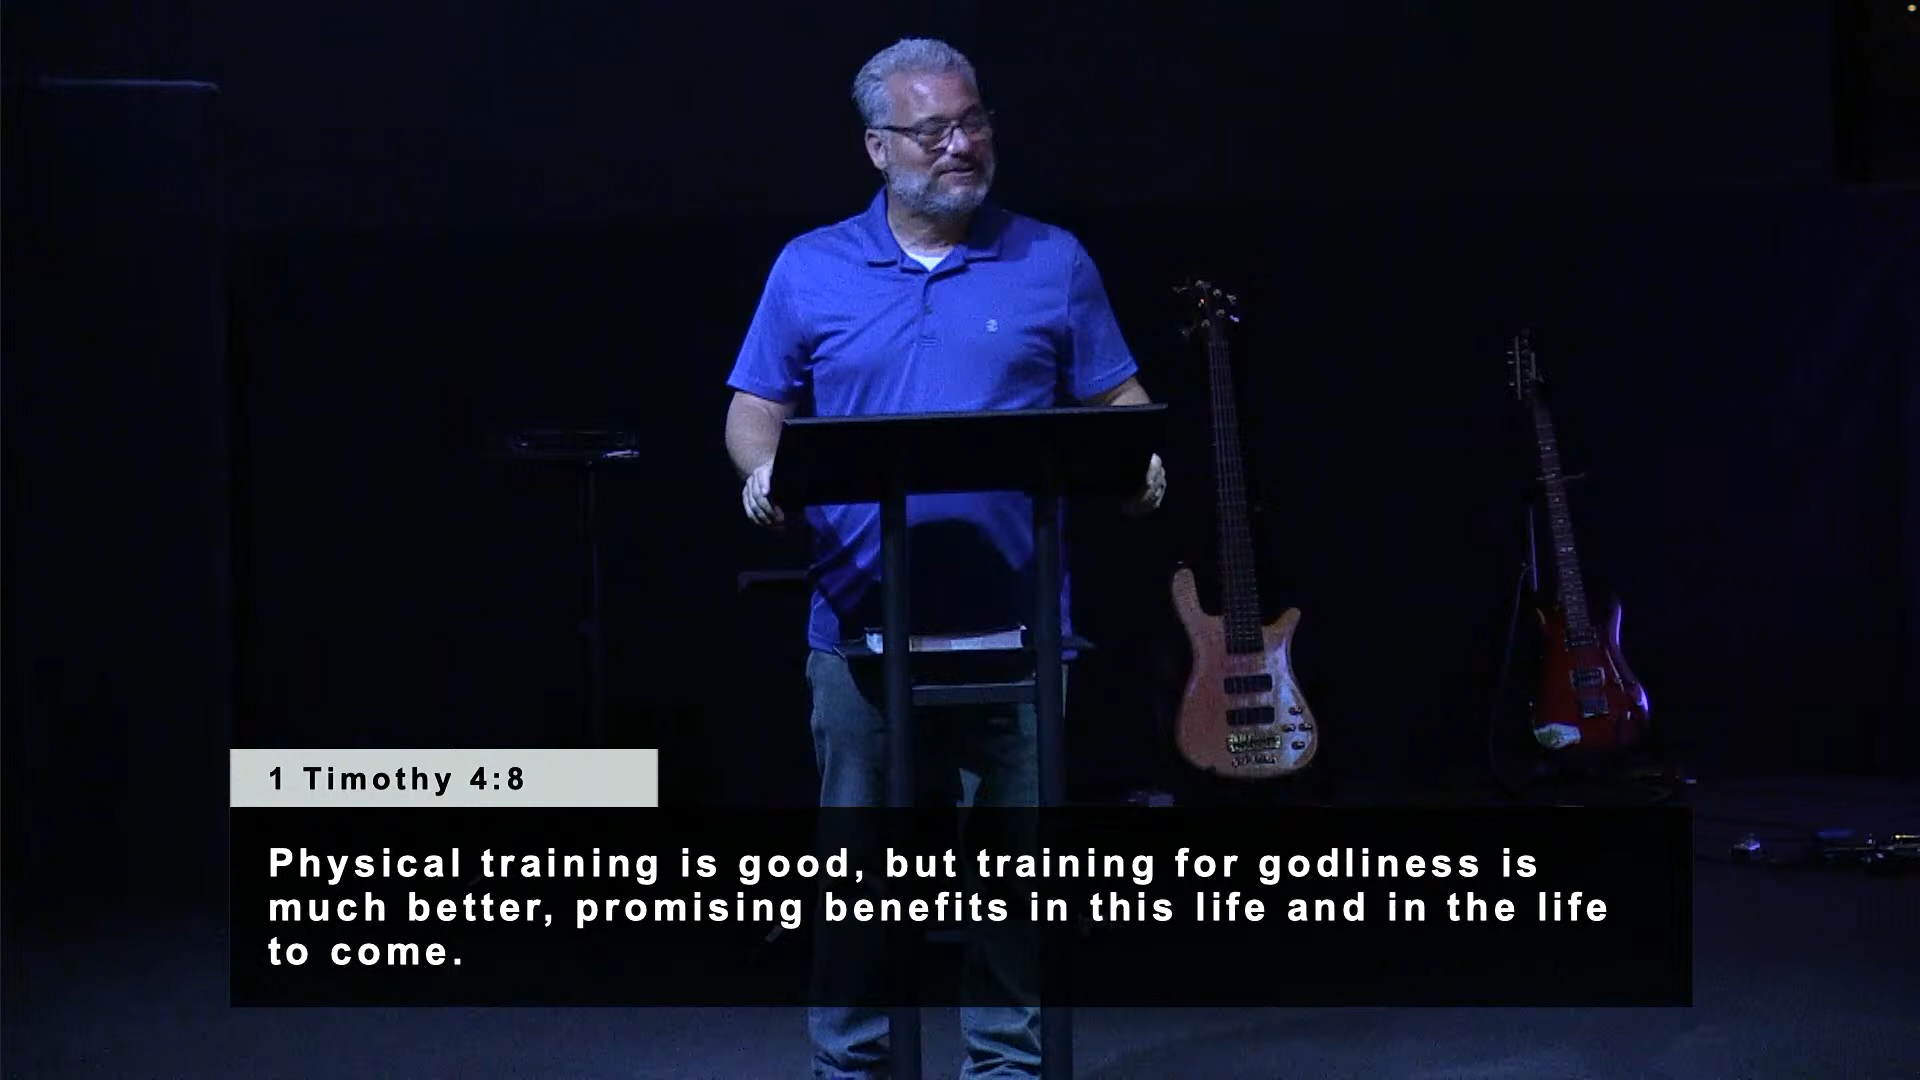 1 Timothy 4:8
Physical training is good, but training for godliness is
much better, promising benefits in this life and in the life
to come.